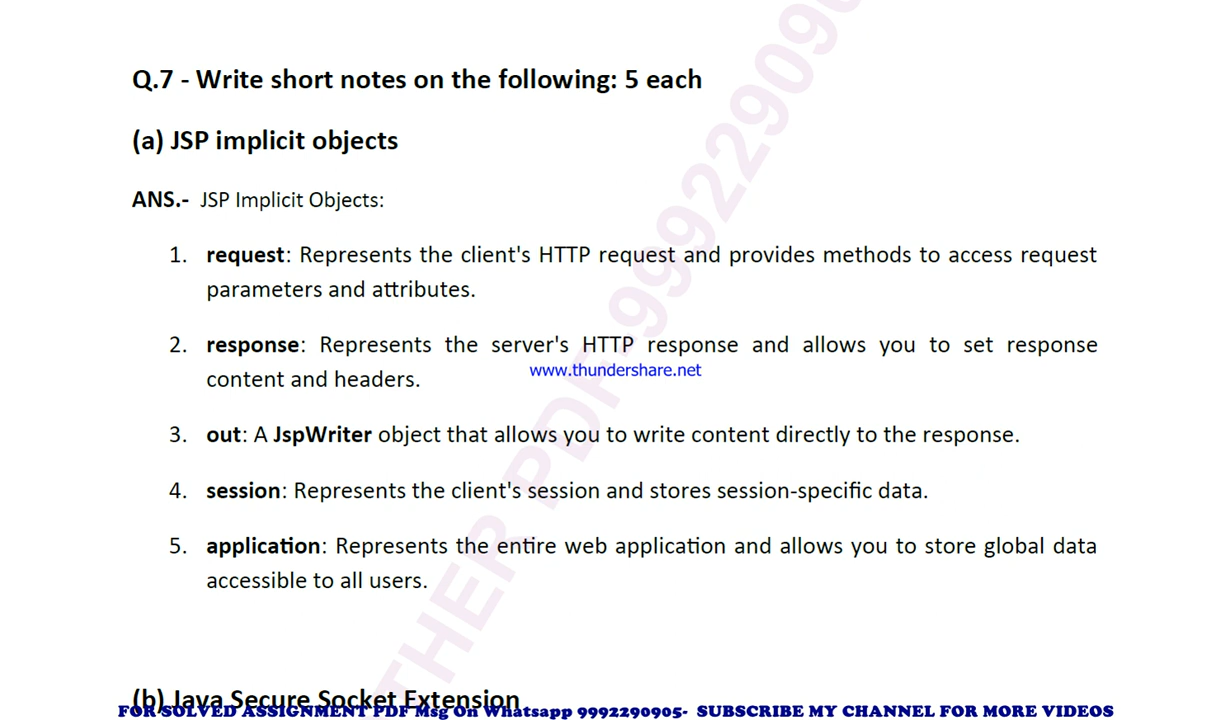 Q.7 - Write short notes on the following: 5 each
(a) JSP implicit objects
ANS.- JSP Implicit Objects:
1. request: Represents the client's HTTP request and provides methods to access request
parameters and attributes.
2. response: Represents the server's HTTP response and allows you to set response
www.thundershare.net
content and headers.
3. out: A JspWriter object that allows you to write content directly to the response.
4. session: Represents the client's session and stores session-specific data.
5. application: Represents the entire web application and allows you to store global data
accessible to all users.
THER PDF-999229090
(b) Java Secure Socket Extension
FOR SOLVED ASSIGNMENT PDF Msg On Whatsapp 9992290905- SUBSCRIBE MY CHANNEL FOR MORE VIDEOS